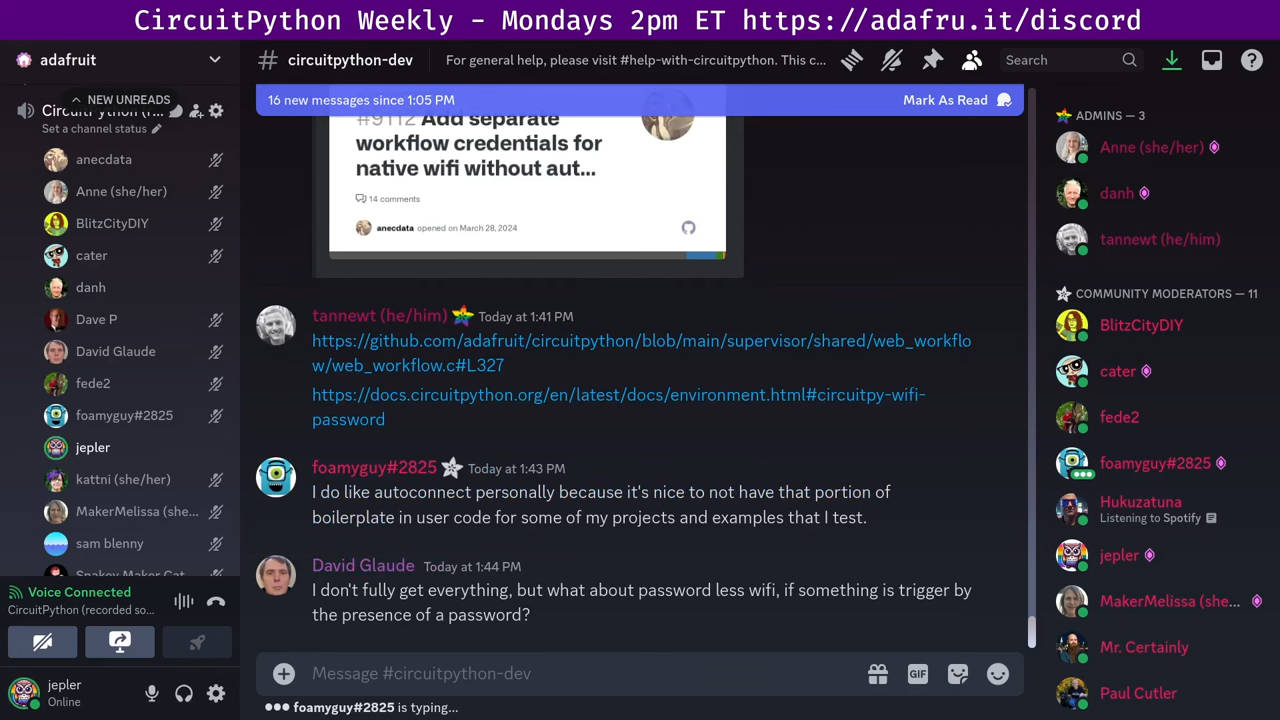 CircuitPython Weekly - Mondays 2pm ET https://adafru.it/discord
adafruit
NEW UNREADS
CircuitPython (r...
Set a channel status
anecdata
Anne (she/her)
BlitzCityDIY
cater
danh
Dave P
David Glaude
fede2
foamyguy#2825
jepler
kattni (she/her)
MakerMelissa (she...
sam blenny
Voice Connected
CircuitPython (recorded so...
jepler
Online
circuitpython-dev
For general help, please visit #help-with-circuitpython. This c...
Search
16 new messages since 1:05 PM
Mark As Read
#9112 Add separate
workflow credentials for
native wifi without aut...
14 comments
anecdata opened on March 28, 2024
tannewt (he/him) Today at 1:41 PM
https://github.com/adafruit/circuitpython/blob/main/supervisor/shared/web_workflo
w/web_workflow.c#L327
https://docs.circuitpython.org/en/latest/docs/environment.html#circuitpy-wifi-
password
foamyguy#2825 Today at 1:43 PM
I do like autoconnect personally because it's nice to not have that portion of
boilerplate in user code for some of my projects and examples that I test.
David Glaude Today at 1:44 PM
I don't fully get everything, but what about password less wifi, if something is trigger by
the presence of a password?
Message #circuitpython-dev
GIF
foamyguy#2825 is typing...
ADMINS — 3
Anne (she/her)
danh
tannewt (he/him)
COMMUNITY MODERATORS — 11
BlitzCityDIY
cater
fede2
foamyguy#2825
Hukuzatuna
Listening to Spotify
jepler
MakerMelissa (she...
Mr. Certainly
Paul Cutler